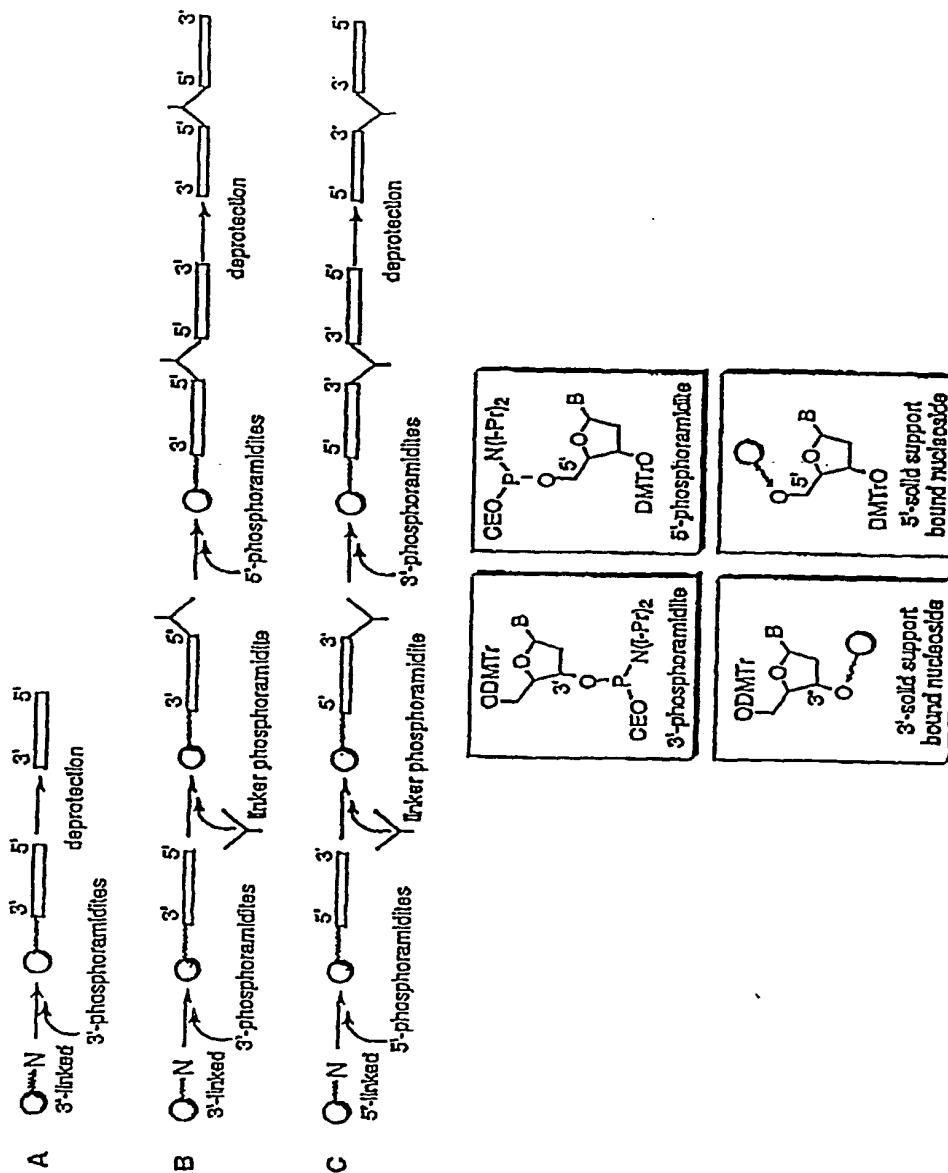 A
N
3'-linked
3'-phosphoramidites
3'
5'
deprotection
3'
5'
B
N
3'-linked
3'-phosphoramidites
3'
5'
linker phosphoramidite
3'
5'
5'-phosphoramidites
3'
5'
5'
3'
deprotection
3'
5'
5'
3'
C
N
5'-linked
5'-phosphoramidites
5'
3'
linker phosphoramidite
5'
3'
3'-phosphoramidites
5'
3'
3'
5'
deprotection
5'
3'
3'
5'
ODMTr
O
B
3'
O
P
CEO
N(i-Pr)2
3'-phosphoramidite
CEO
P
N(i-Pr)2
O
5'
O
B
DMTrO
5'-phosphoramidite
ODMTr
O
B
3'
O
3'-solid support
bound nucleoside
O
5'
O
B
DMTrO
5'-solid support
bound nucleoside